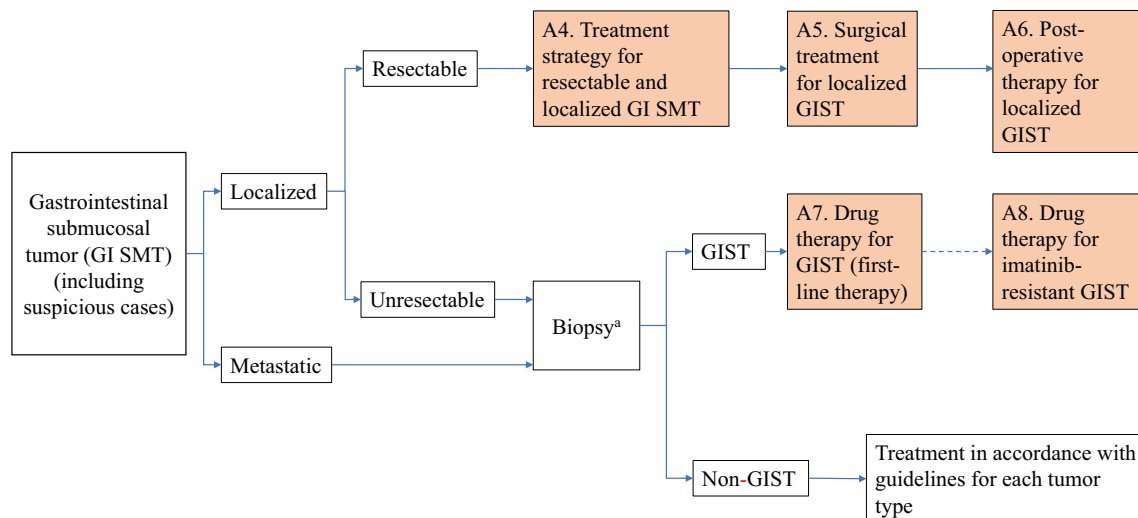 Gastrointestinal
submucosal
tumor (GI SMT)
(including
suspicious cases)
Localized
Metastatic
Resectable
Unresectable
A4. Treatment
strategy for
resectable and
localized GI SMT
A5. Surgical
treatment
for localized
GIST
A6. Post-
operative
therapy for
localized
GIST
Biopsyª
GIST
A7. Drug
therapy for
GIST (first-
line therapy)
A8. Drug
therapy for
imatinib-
resistant GIST
Non-GIST
Treatment in accordance with
guidelines for each tumor
type